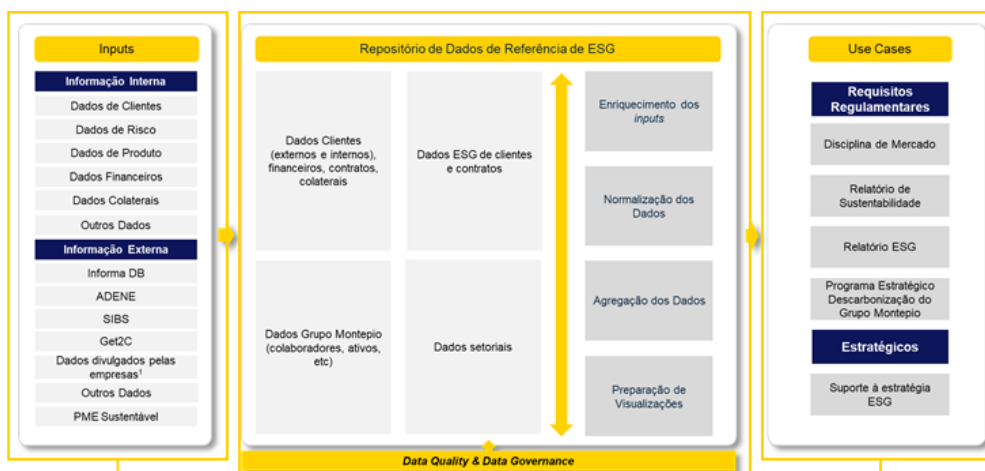 Inputs
Informação Interna
Dados de Clientes
Dados de Risco
Dados de Produto
Dados Financeiros
Dados Colaterais
Outros Dados
Informação Externa
Informa DB
ADENE
SIBS
Get2C
Dados divulgados pelas
empresas¹
Outros Dados
PME Sustentável
Repositório de Dados de Referência de ESG
Dados Clientes
(externos e internos),
financeiros, contratos,
colaterais
Dados ESG de clientes
e contratos
Dados Grupo Montepio
(colaboradores, ativos,
etc)
Dados setoriais
Enriquecimento dos
inputs
Normalização dos
Dados
Agregação dos Dados
Preparação de
Visualizações
Data Quality & Data Governance
Use Cases
Requisitos
Regulamentares
Disciplina de Mercado
Relatório de
Sustentabilidade
Relatório ESG
Programa Estratégico
Descarbonização do
Grupo Montepio
Estratégicos
Suporte à estratégia
ESG